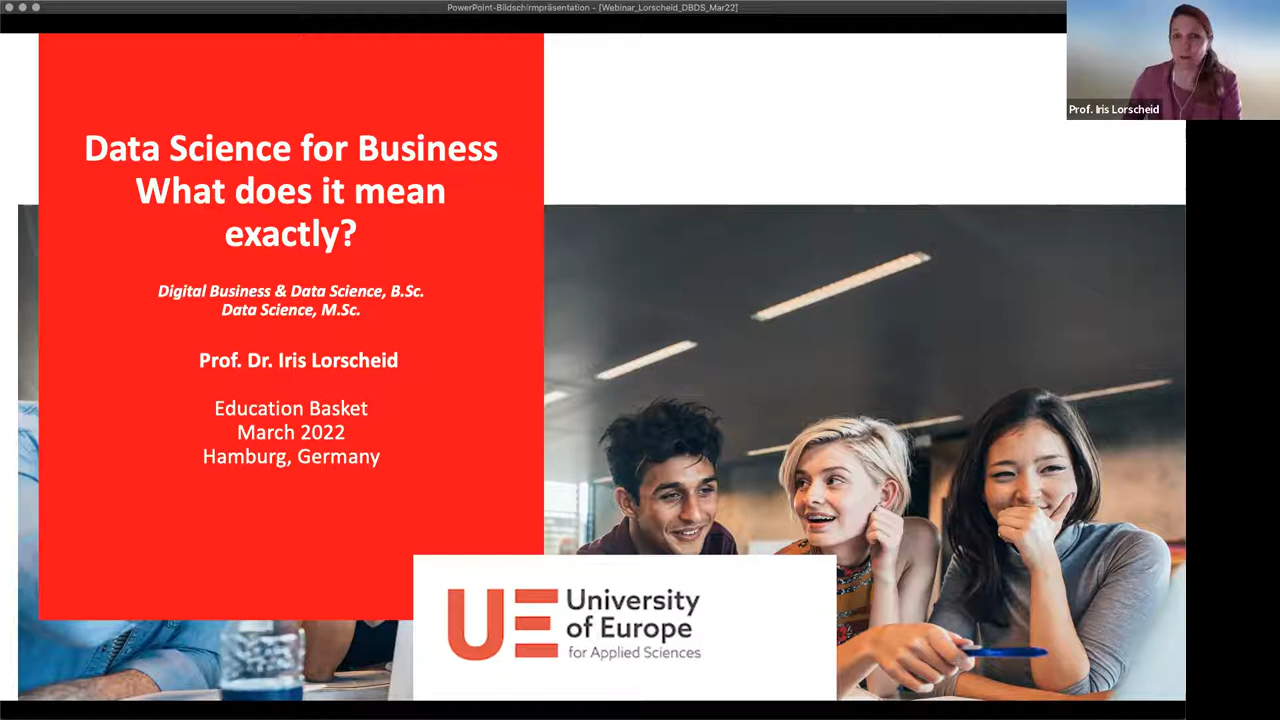 PowerPoint-Bildschirmpräsentation - [Webinar_Lorscheid_DBDS_Mar22]
Prof. Iris Lorscheid
Data Science for Business
What does it mean
exactly?
Digital Business & Data Science, B.Sc.
Data Science, M.Sc.
Prof. Dr. Iris Lorscheid
Education Basket
March 2022
Hamburg, Germany
UE University
of Europe
for Applied Sciences